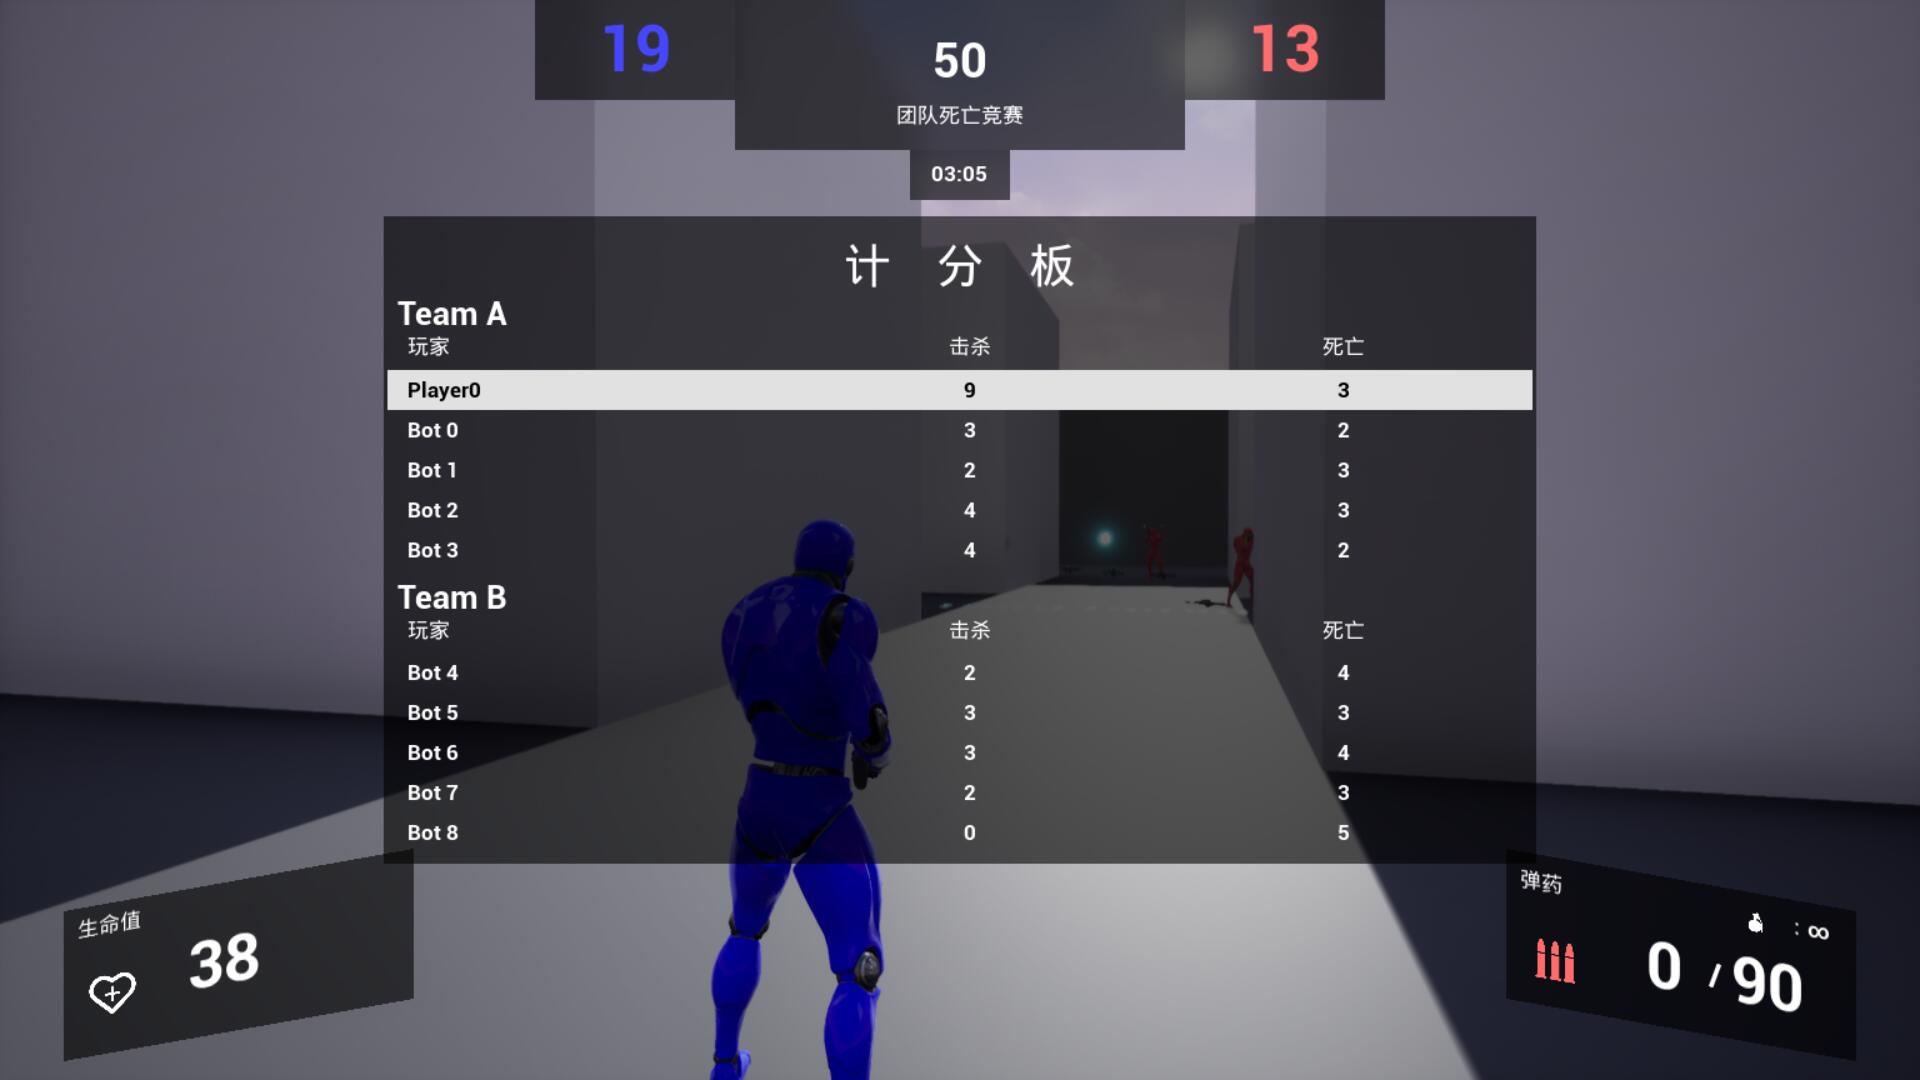 19
50
13
团队死亡竞赛
03:05
计 分 板
Team A
玩家 击杀 死亡
Player0 9 3
Bot 0 3 2
Bot 1 2 3
Bot 2 4 3
Bot 3 4 2
Team B
玩家 击杀 死亡
Bot 4 2 4
Bot 5 3 3
Bot 6 3 4
Bot 7 2 3
Bot 8 0 5
生命值
38
弹药
: ∞
0 / 90